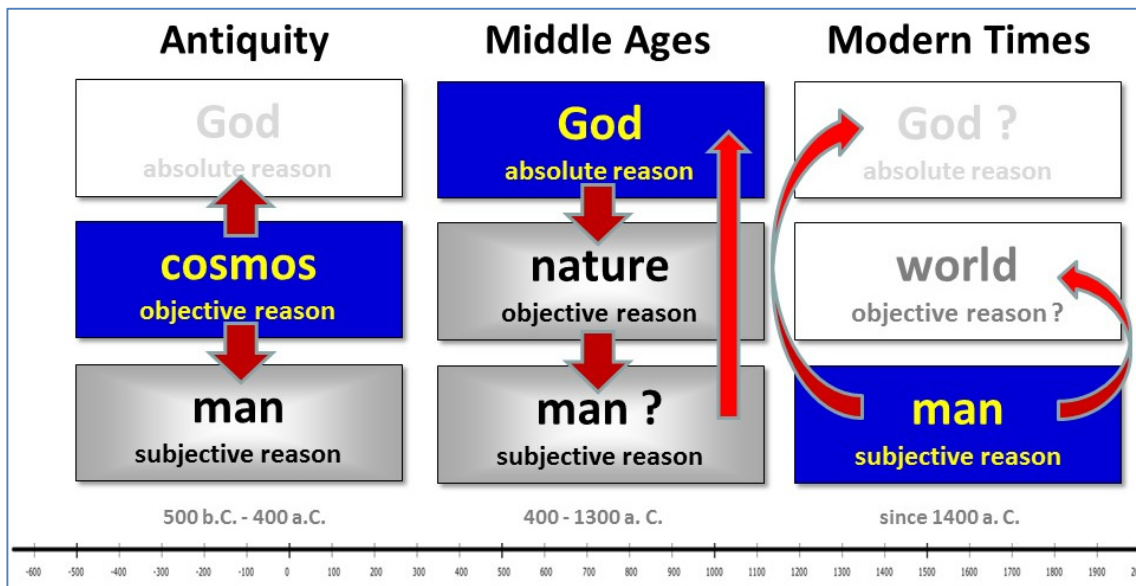 Antiquity
God
absolute reason
cosmos
objective reason
man
subjective reason
500 b.C. - 400 a.C.
Middle Ages
God
absolute reason
nature
objective reason
man ?
subjective reason
400 - 1300 a. C.
Modern Times
God ?
absolute reason
world
objective reason ?
man
subjective reason
since 1400 a. C.
-600 -500 -400 -300 -200 -100 0 100 200 300 400 500 600 700 800 900 1000 1100 1200 1300 1400 1500 1600 1700 1800 1900